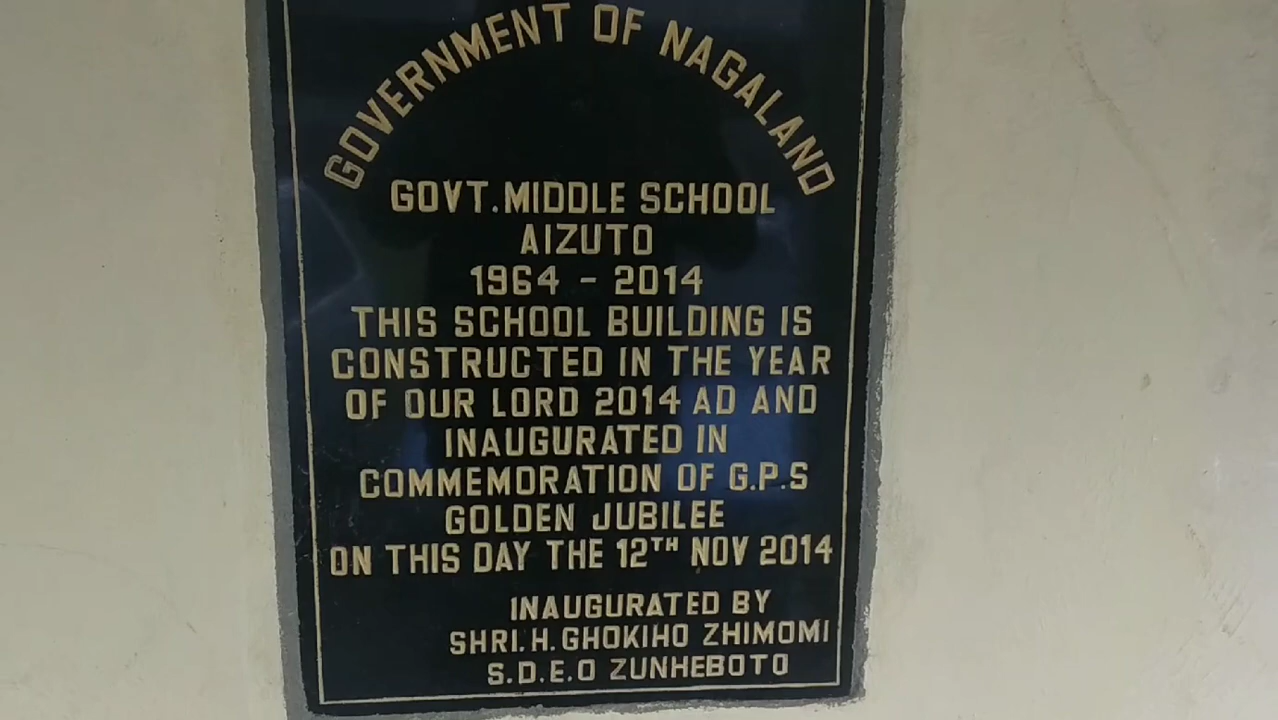 GOVERNMENT OF NAGALAND
GOVT. MIDDLE SCHOOL
AIZUTO
1964 - 2014
THIS SCHOOL BUILDING IS
CONSTRUCTED IN THE YEAR
OF OUR LORD 2014 AD AND
INAUGURATED IN
COMMEMORATION OF G.P.S
GOLDEN JUBILEE
ON THIS DAY THE 12TH NOV 2014
INAUGURATED BY
SHRI. H. GHOKIHO ZHIMOMI
S.D.E.O ZUNHEBOTO